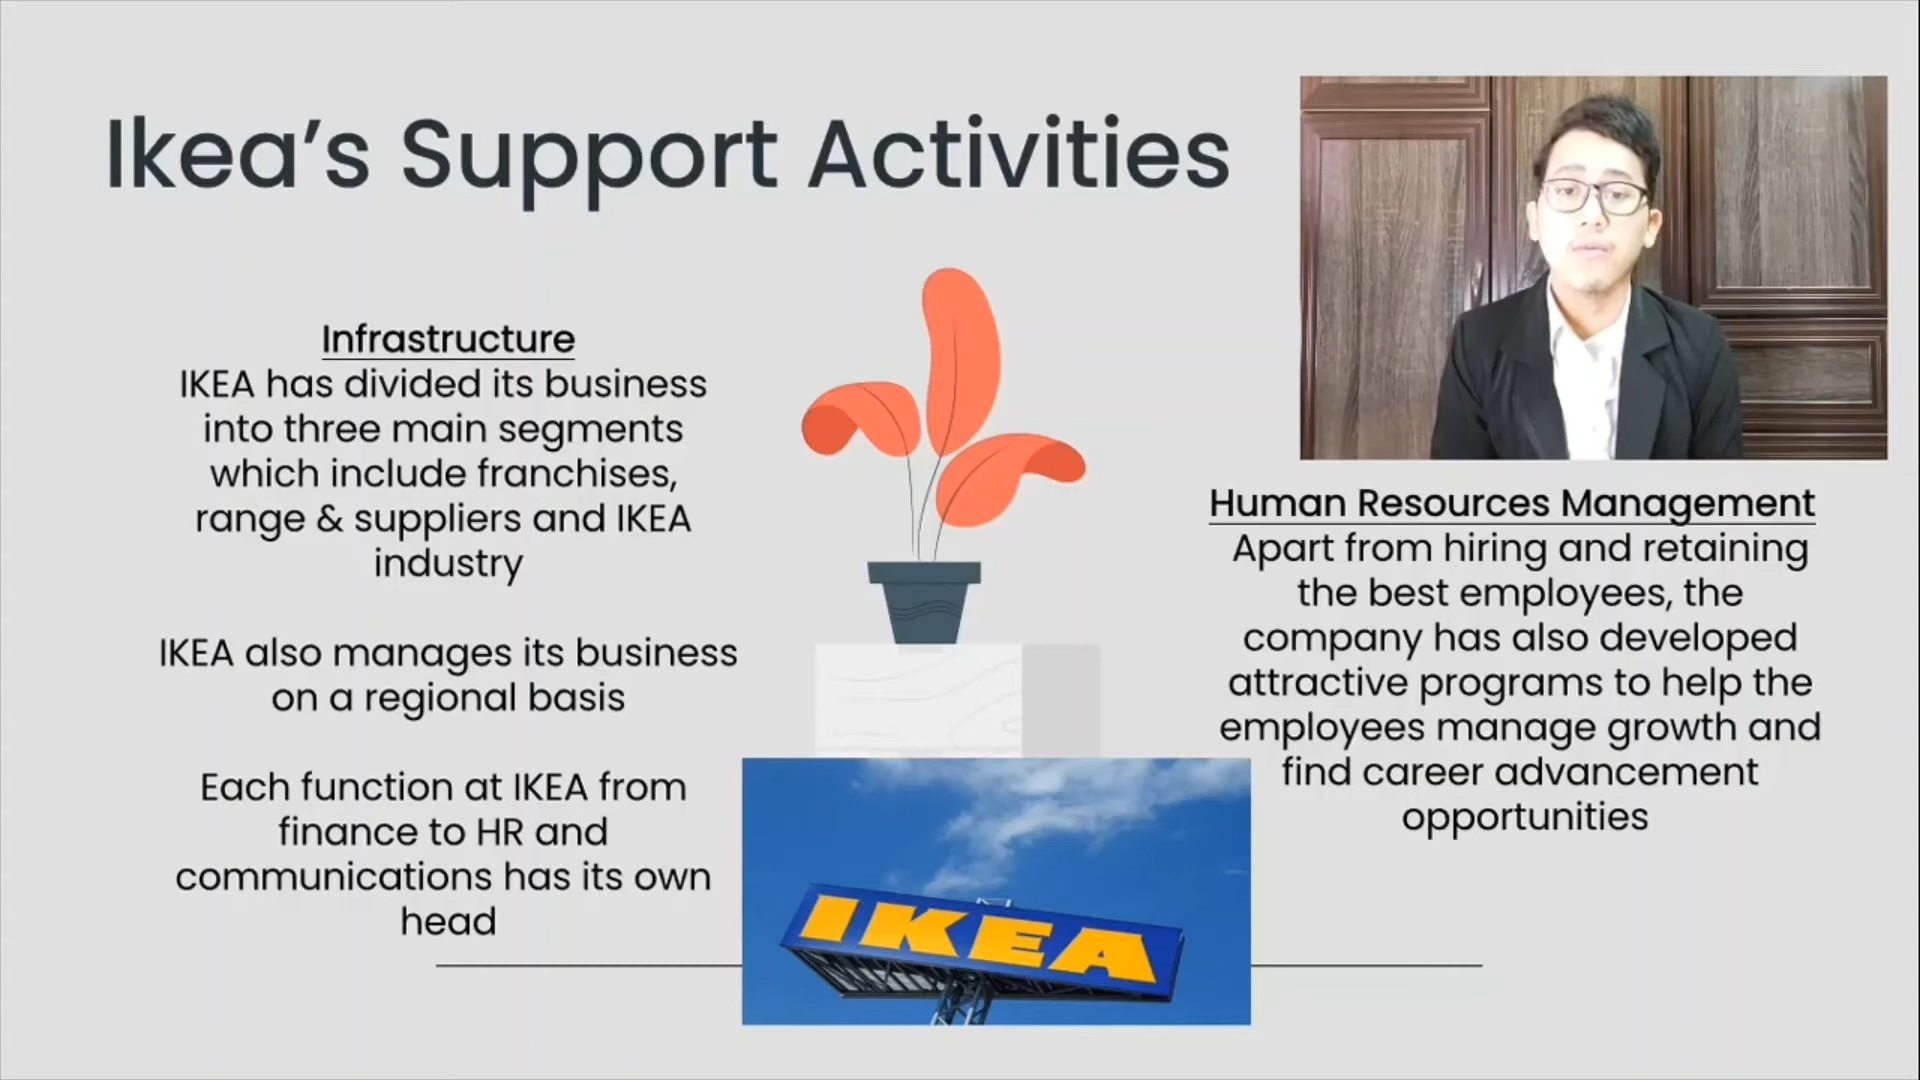 Ikea’s Support Activities
Infrastructure
IKEA has divided its business
into three main segments
which include franchises,
range & suppliers and IKEA
industry
IKEA also manages its business
on a regional basis
Each function at IKEA from
finance to HR and
communications has its own
head
Human Resources Management
Apart from hiring and retaining
the best employees, the
company has also developed
attractive programs to help the
employees manage growth and
find career advancement
opportunities
IKEA